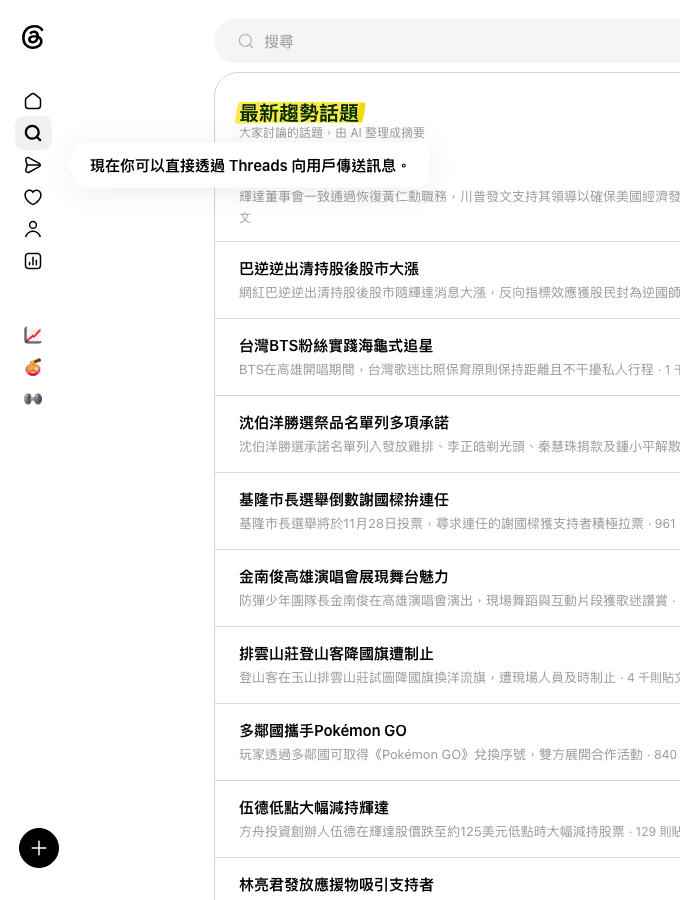 搜尋
最新趨勢話題
大家討論的話題，由 AI 整理成摘要
現在你可以直接透過 Threads 向用戶傳送訊息。
輝達董事會一致通過恢復黃仁勳職務，川普發文支持其領導以確保美國經濟發
文
巴逆逆出清持股後股市大漲
網紅巴逆逆出清持股後股市隨輝達消息大漲，反向指標效應獲股民封為逆國師
台灣BTS粉絲實踐海龜式追星
BTS在高雄開唱期間，台灣歌迷比照保育原則保持距離且不干擾私人行程 · 1 千
沈伯洋勝選祭品名單列多項承諾
沈伯洋勝選承諾名單列入發放雞排、李正皓剃光頭、秦慧珠捐款及鍾小平解散
基隆市長選舉倒數謝國樑拚連任
基隆市長選舉將於11月28日投票，尋求連任的謝國樑獲支持者積極拉票 · 961
金南俊高雄演唱會展現舞台魅力
防彈少年團隊長金南俊在高雄演唱會演出，現場舞蹈與互動片段獲歌迷讚賞 ·
排雲山莊登山客降國旗遭制止
登山客在玉山排雲山莊試圖降國旗換洋流旗，遭現場人員及時制止 · 4 千則貼文
多鄰國攜手Pokémon GO
玩家透過多鄰國可取得《Pokémon GO》兌換序號，雙方展開合作活動 · 840
伍德低點大幅減持輝達
方舟投資創辦人伍德在輝達股價跌至約125美元低點時大幅減持股票 · 129 則貼
林亮君發放應援物吸引支持者